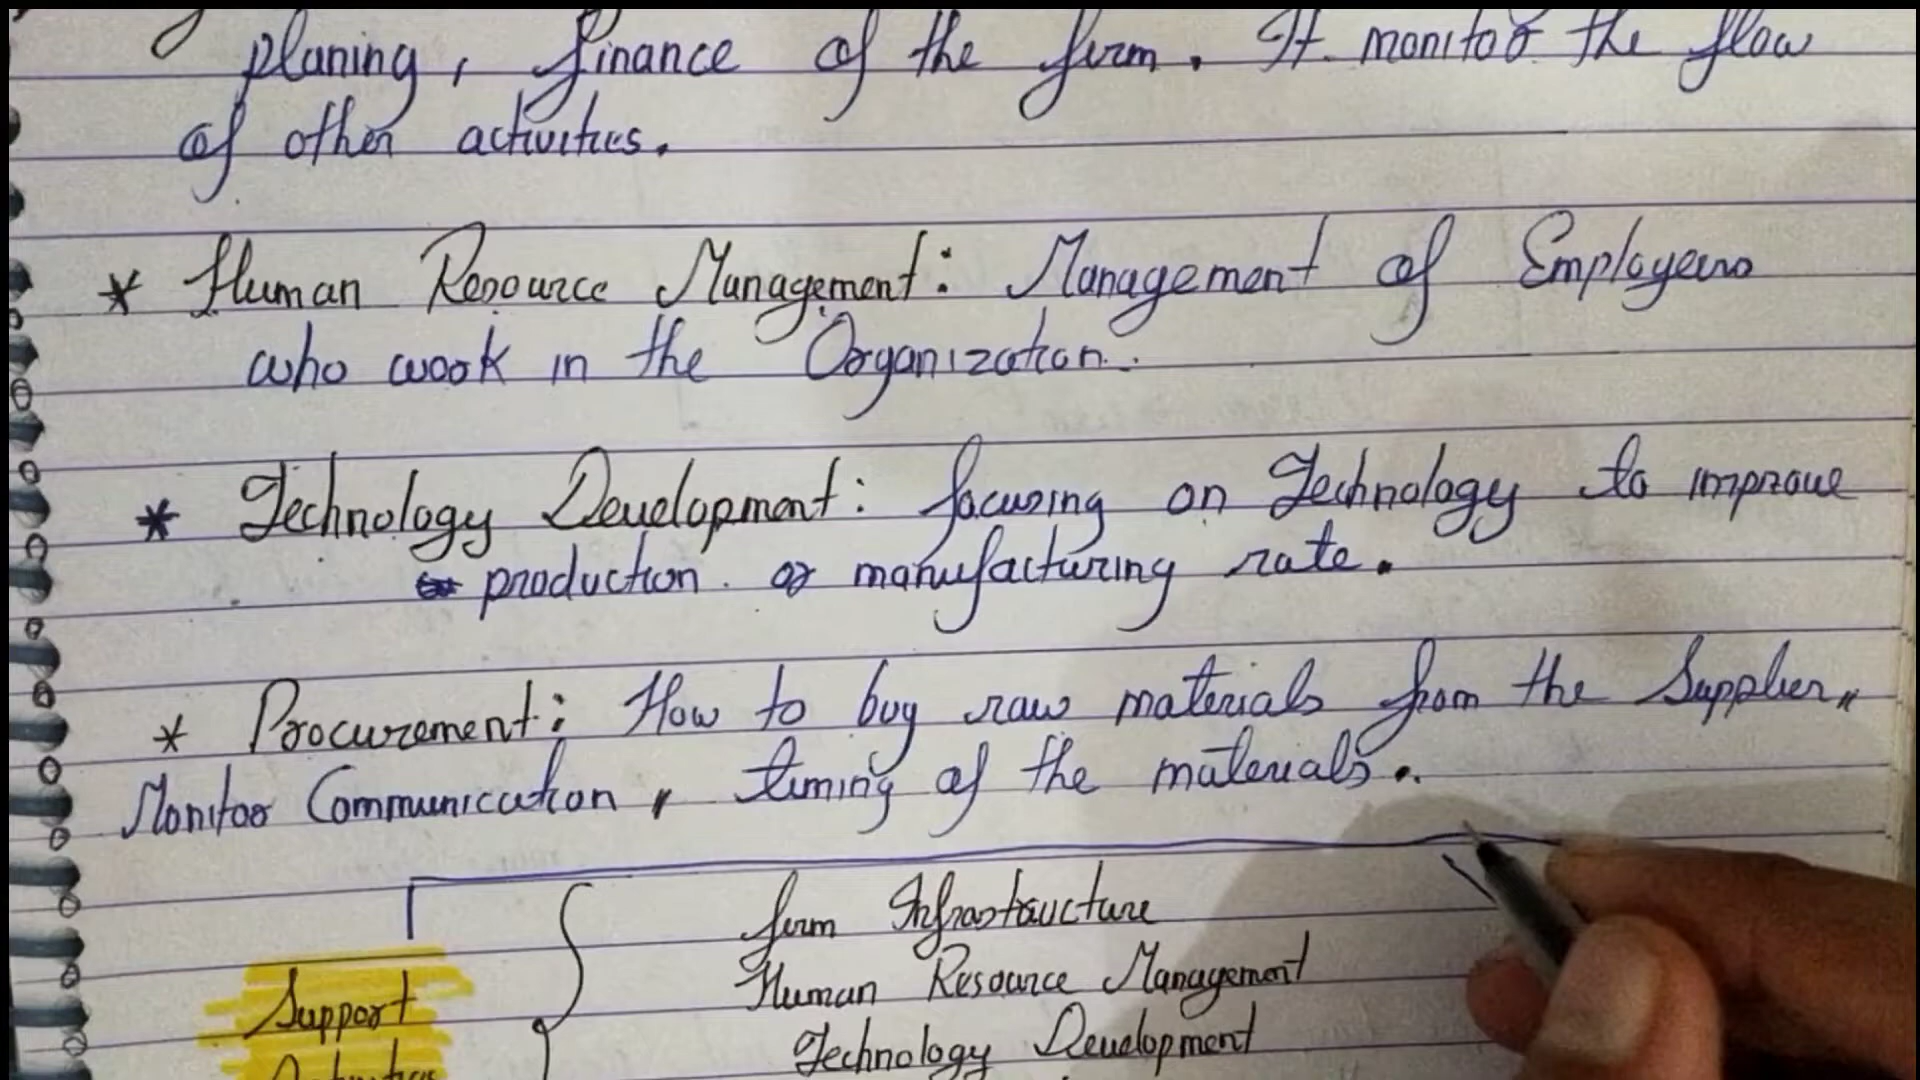 planing, finance of the firm. It monitor the flow
of other activities.
* Human Resource Management: Management of Employees
who work in the Organization.
* Technology Development: focusing on Technology to improve
production or manufacturing rate.
* Procurement: How to buy raw materials from the Supplier,
Monitor Communication, timing of the materials.
firm Infrastructure
Human Resource Management
Support
Technology Development
Activities